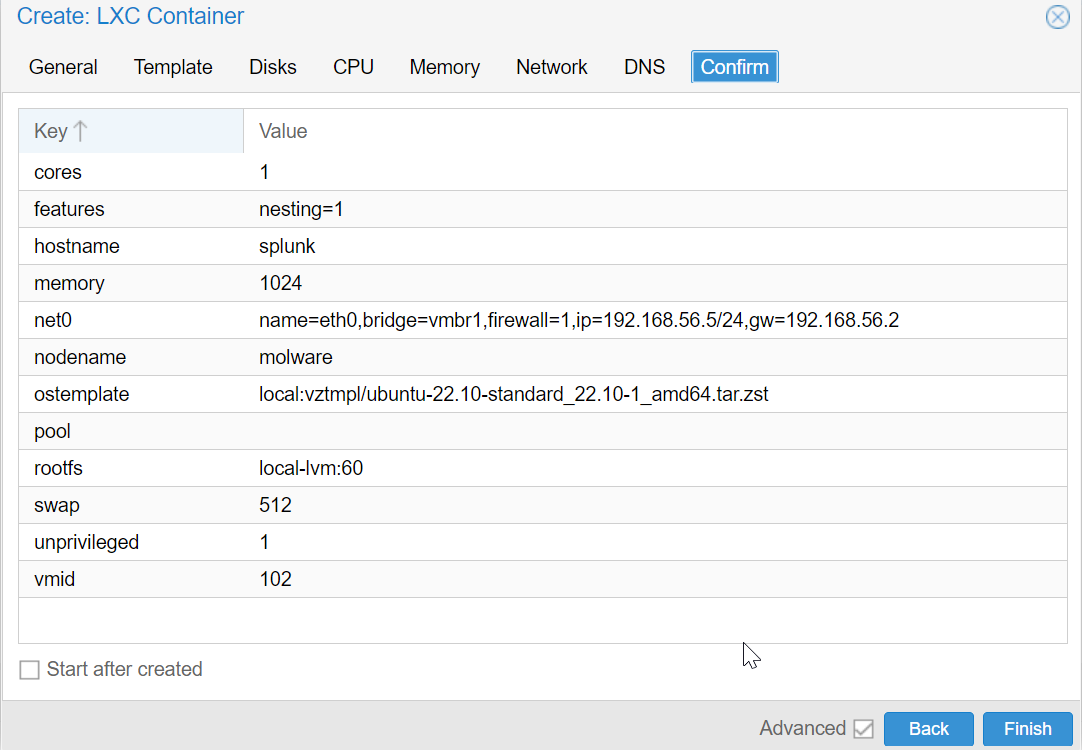 Create: LXC Container
General Template Disks CPU Memory Network DNS Confirm
Key Value
cores 1
features nesting=1
hostname splunk
memory 1024
net0 name=eth0,bridge=vmbr1,firewall=1,ip=192.168.56.5/24,gw=192.168.56.2
nodename molware
ostemplate local:vztmpl/ubuntu-22.10-standard_22.10-1_amd64.tar.zst
pool
rootfs local-lvm:60
swap 512
unprivileged 1
vmid 102
Start after created
Advanced Back Finish